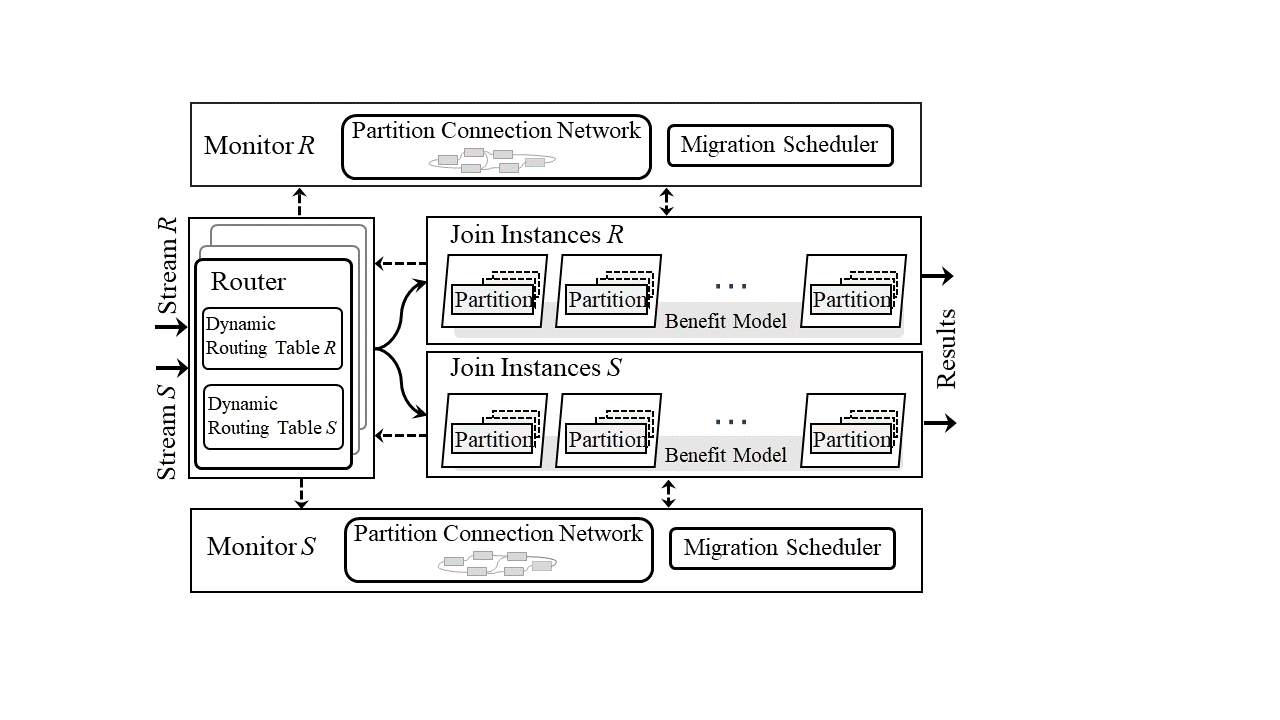 Monitor R
Partition Connection Network
Migration Scheduler
Stream R
Stream S
Router
Dynamic
Routing Table R
Dynamic
Routing Table S
Join Instances R
Partition
Partition
...
Partition
Benefit Model
Join Instances S
Partition
Partition
...
Partition
Benefit Model
Results
Monitor S
Partition Connection Network
Migration Scheduler